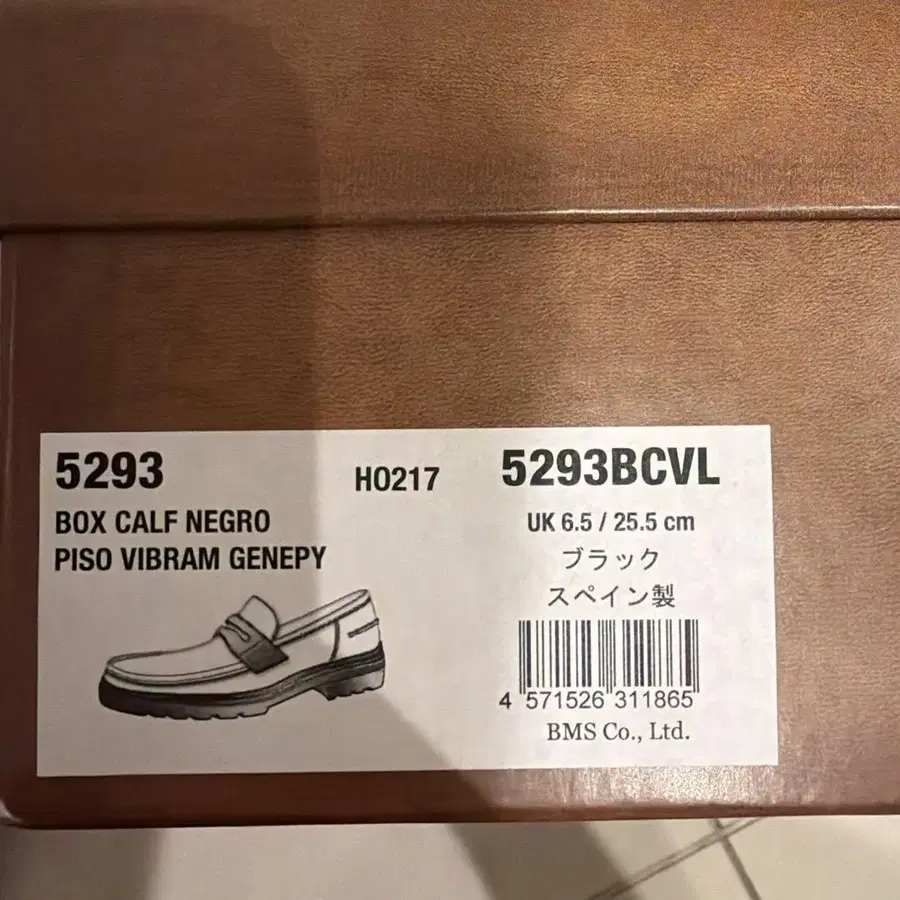 5293
HO217
5293BCVL
BOX CALF NEGRO
PISO VIBRAM GENEPY
UK 6.5 / 25.5 cm
ブラック
スペイン製
4 571526 311865
BMS Co., Ltd.